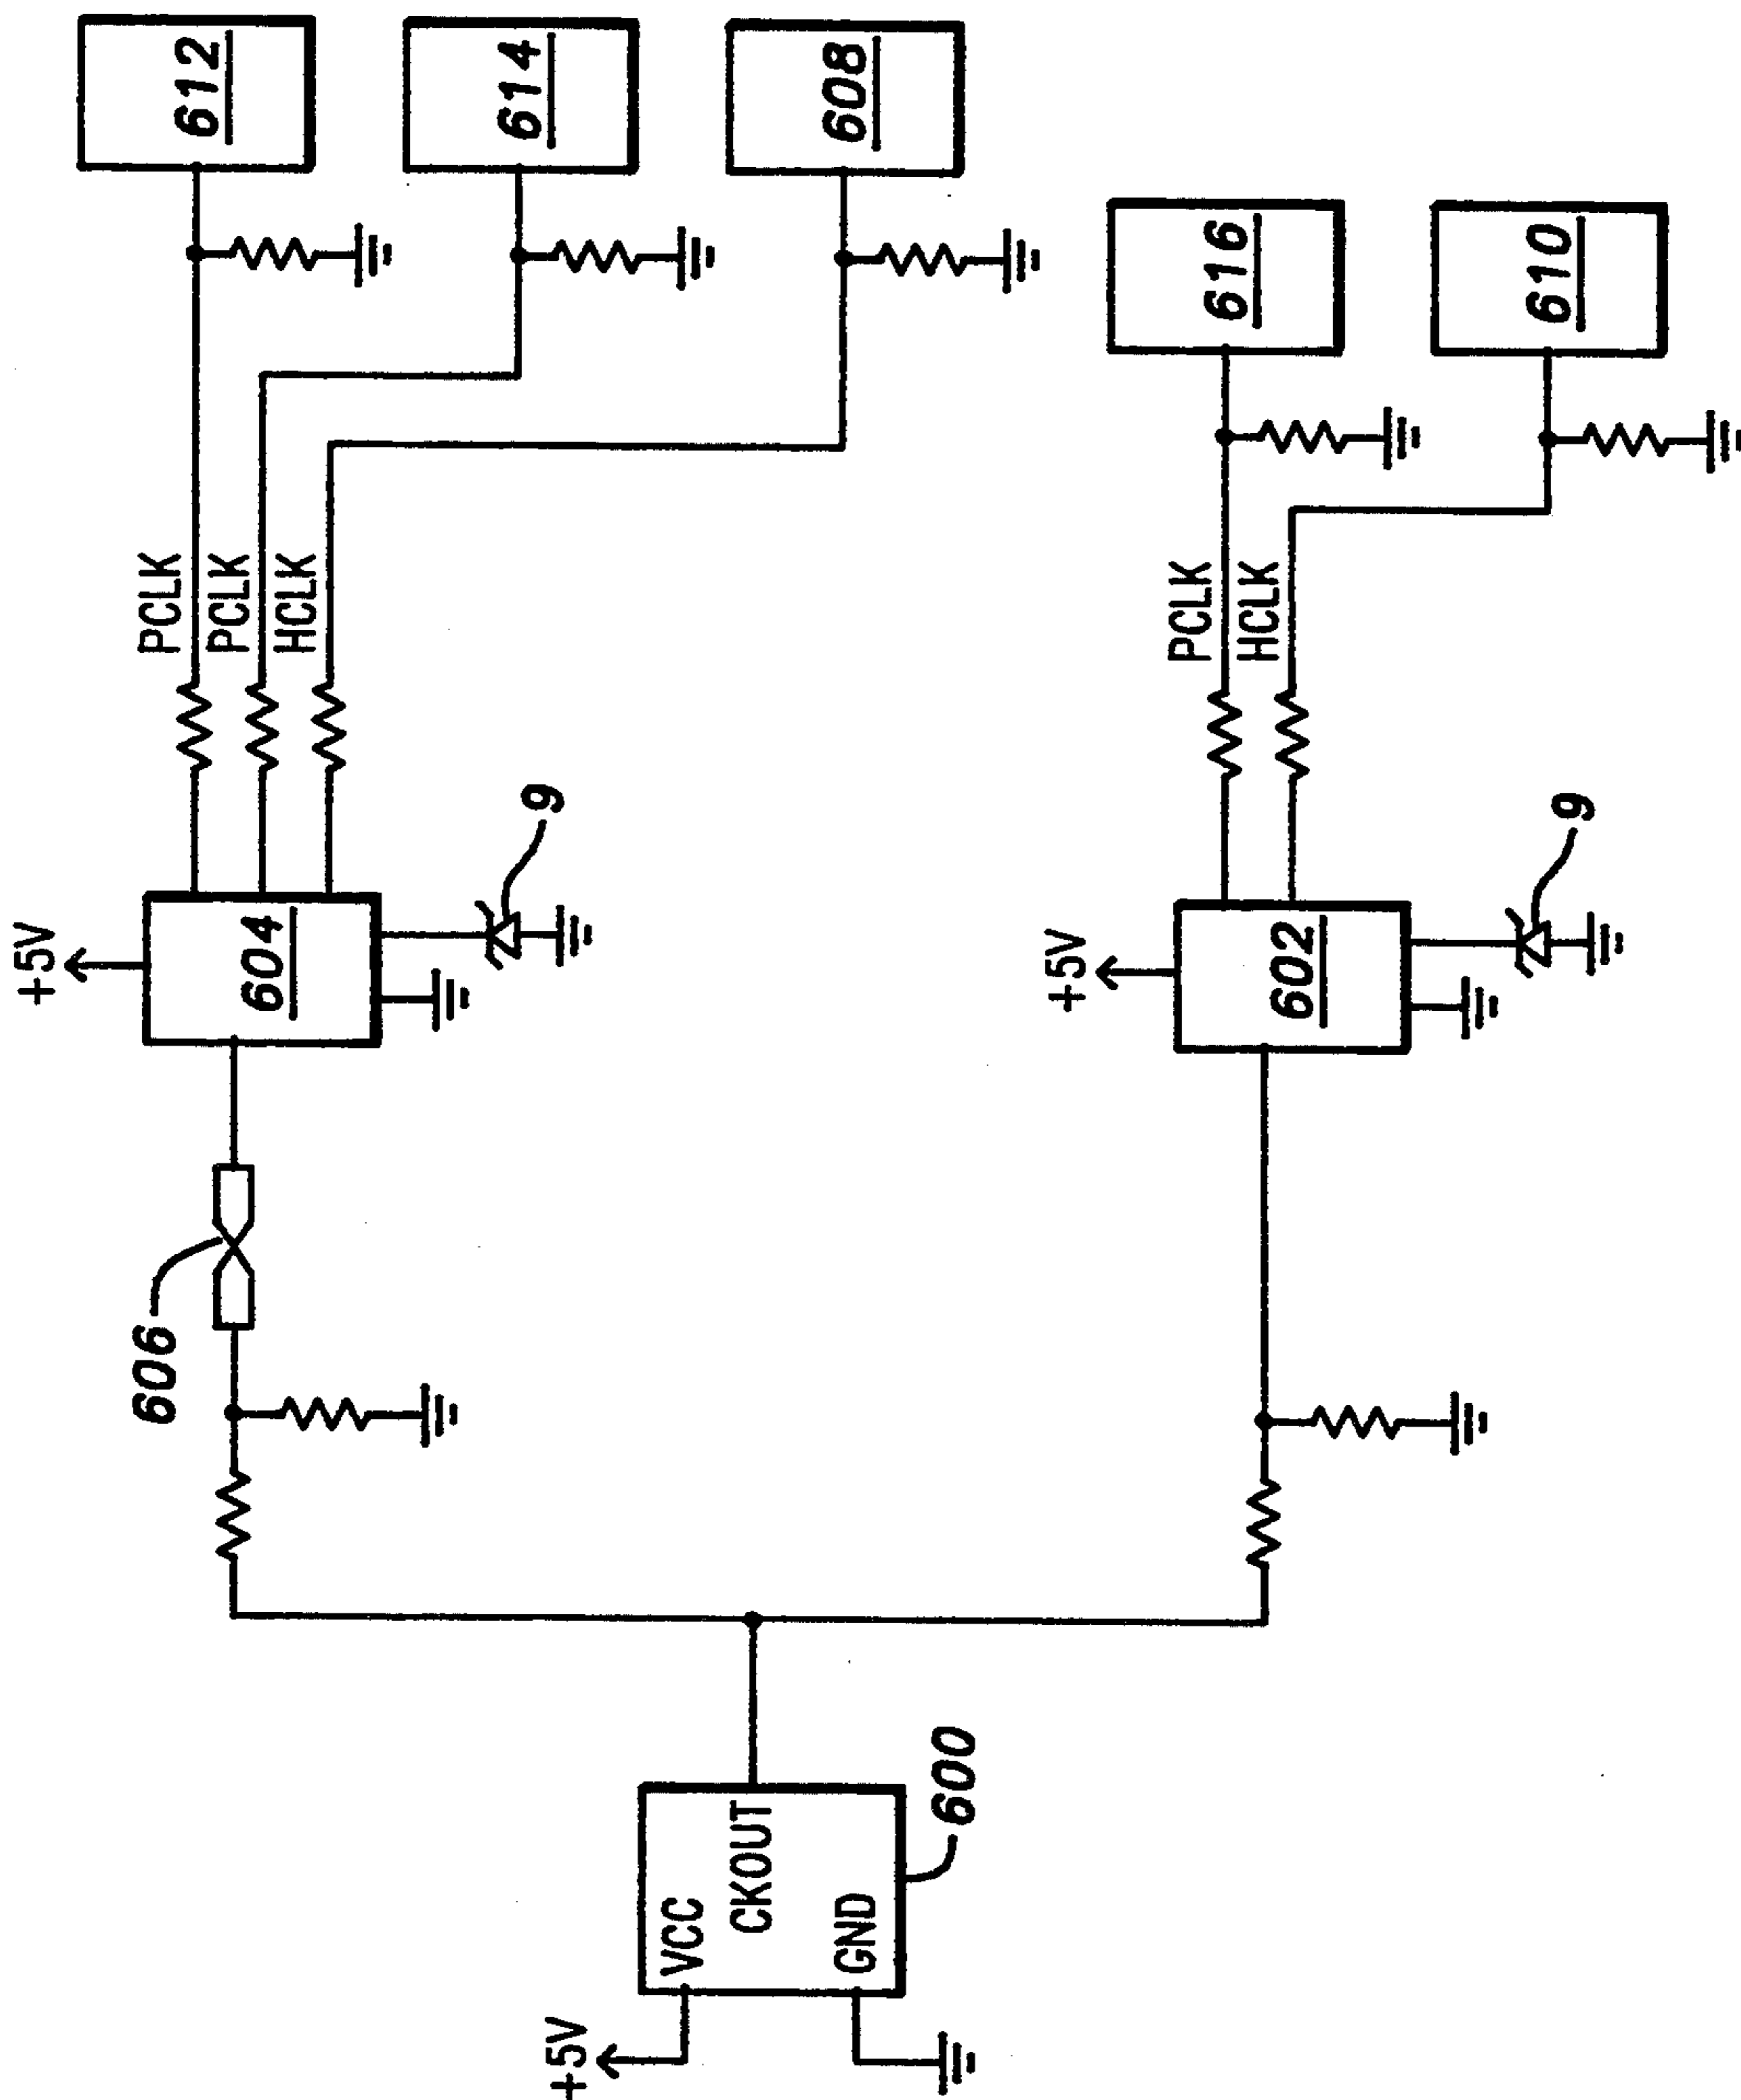 +5V
VCC
CKOUT
GND
600
606
+5V
604
9
PCLK
PCLK
HCLK
612
614
608
+5V
602
9
PCLK
HCLK
616
610